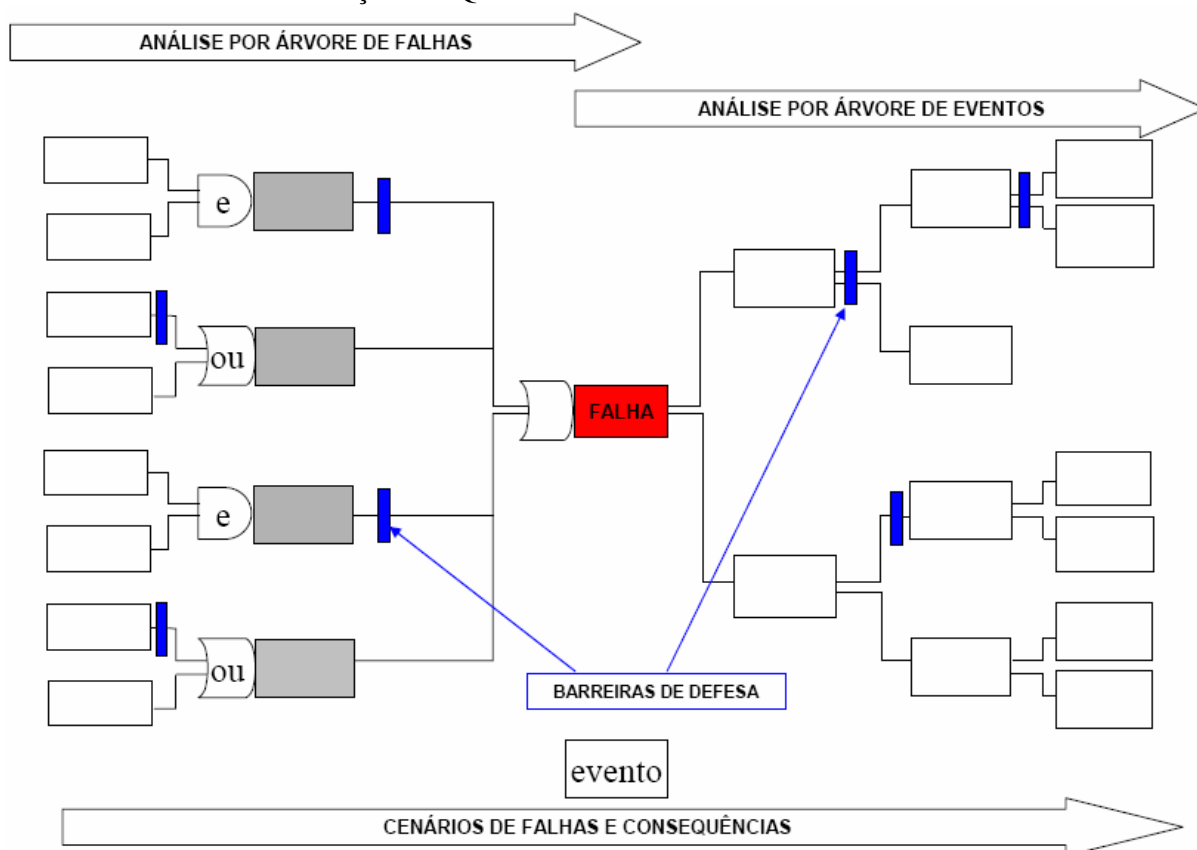 ANÁLISE POR ÁRVORE DE FALHAS
ANÁLISE POR ÁRVORE DE EVENTOS
e
ou
FALHA
e
ou
BARREIRAS DE DEFESA
evento
CENÁRIOS DE FALHAS E CONSEQUÊNCIAS